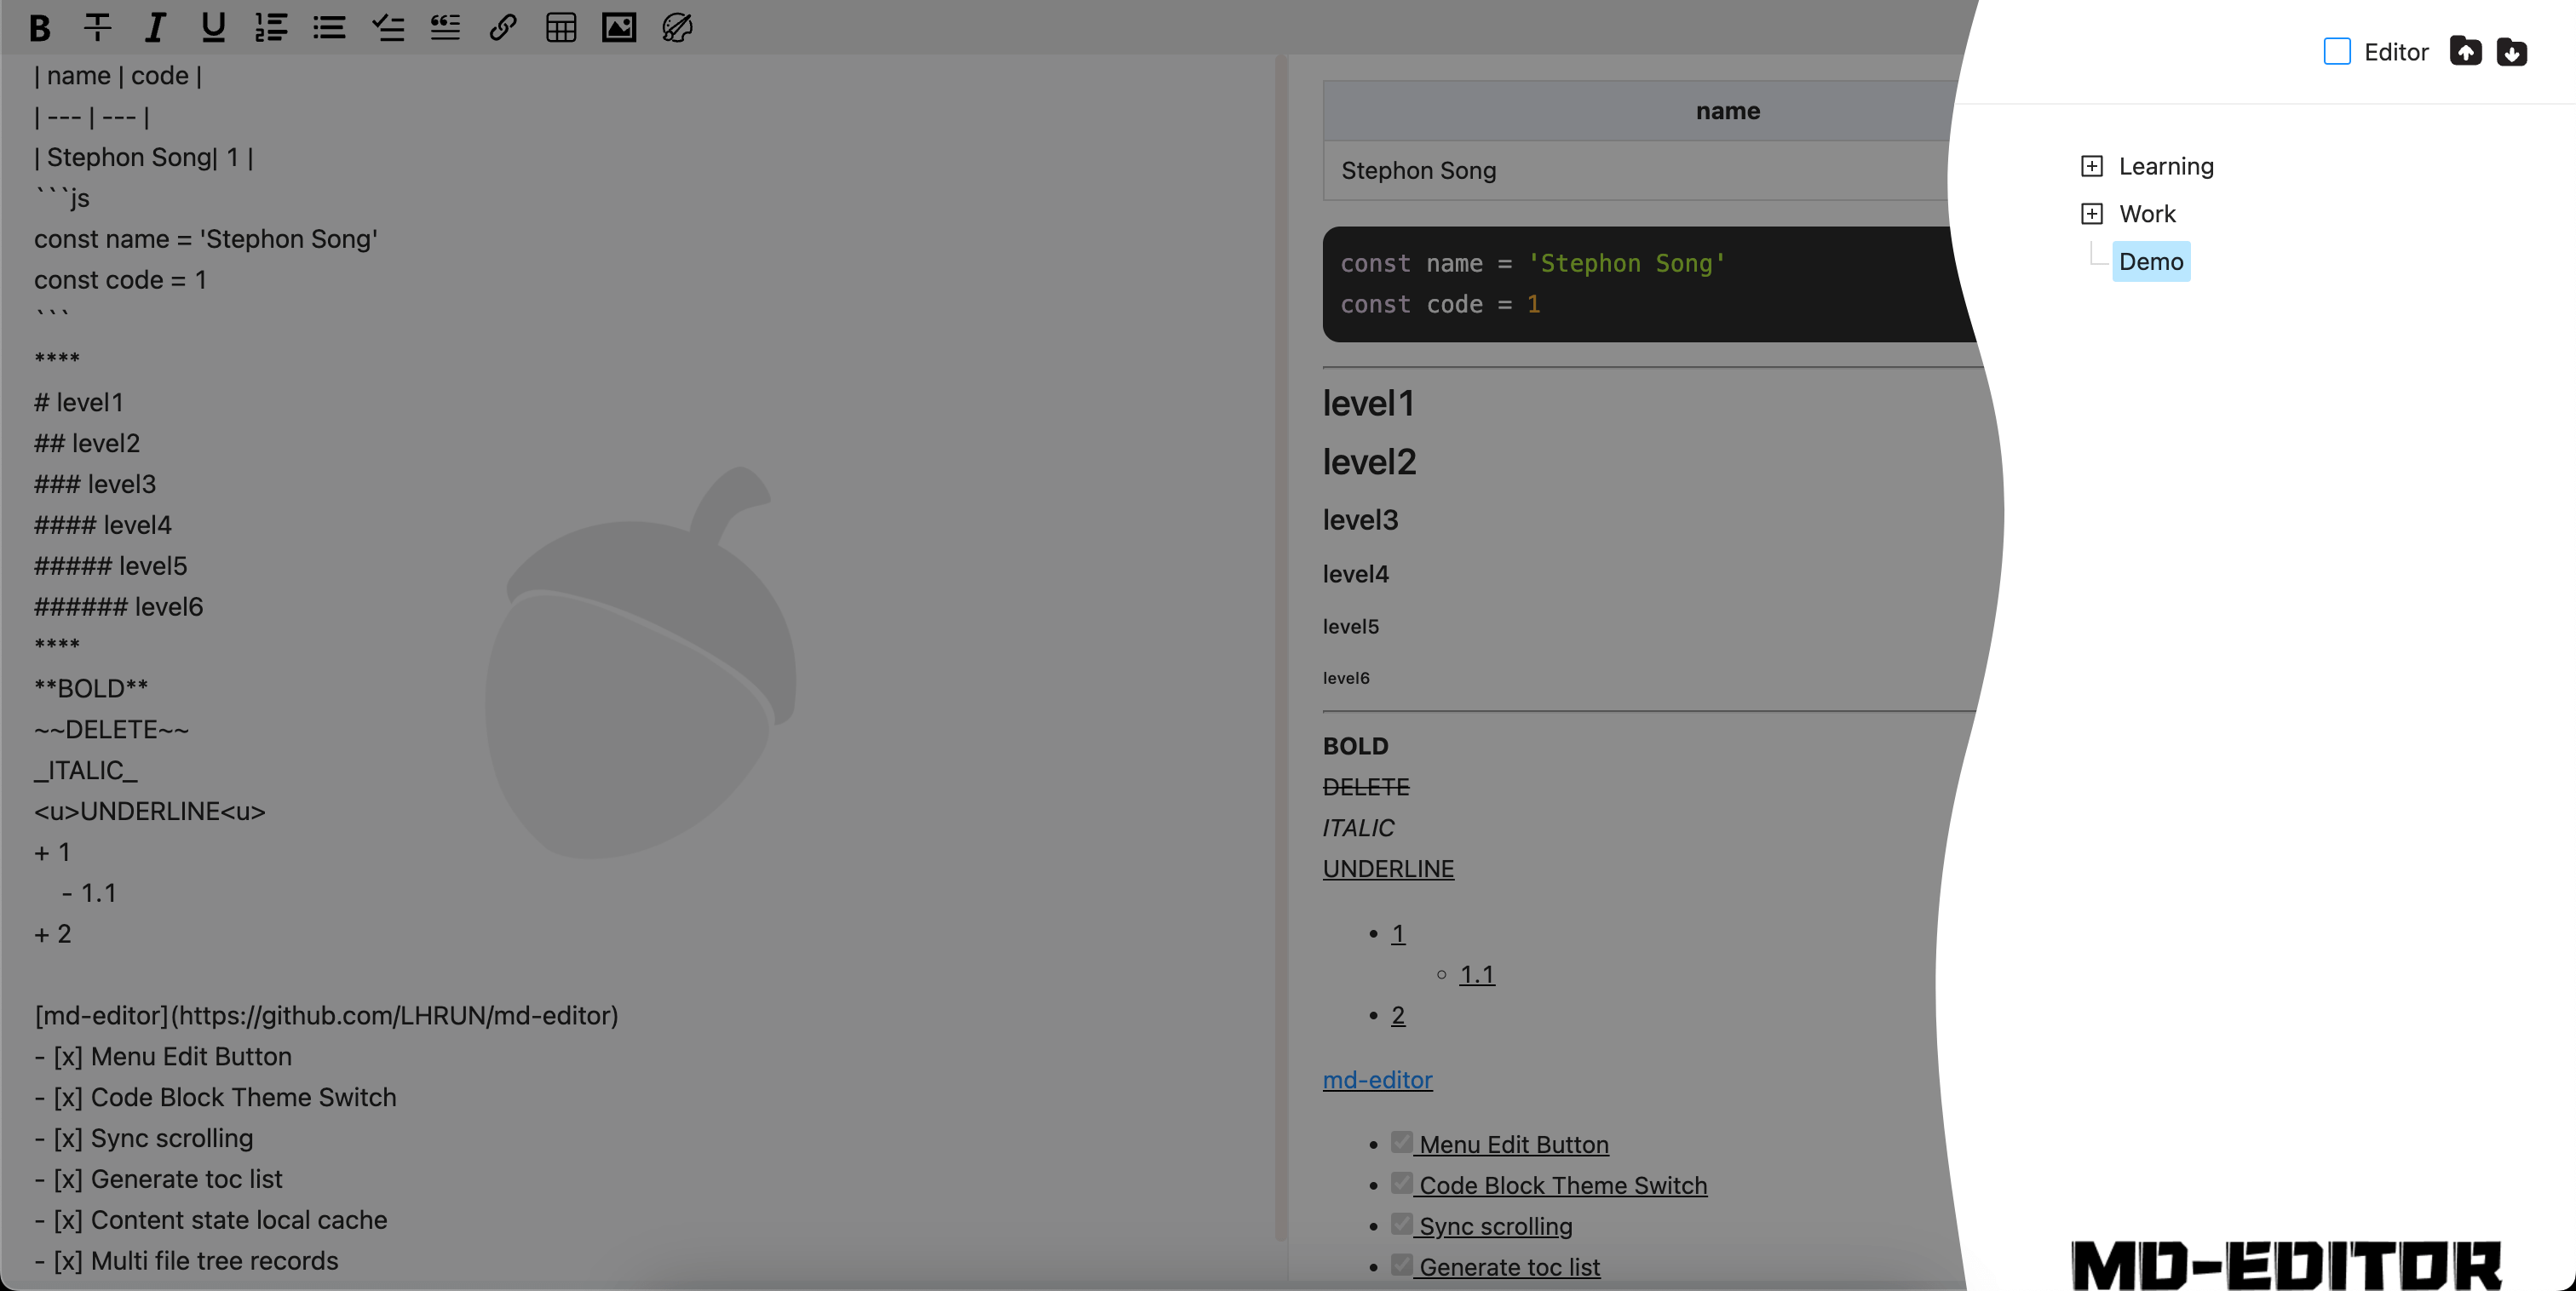 | name | code |
| --- | --- |
| Stephon Song| 1 |
```js
const name = 'Stephon Song'
const code = 1
```
****
# level1
## level2
### level3
#### level4
##### level5
###### level6
****
**BOLD**
~~DELETE~~
_ITALIC_
<u>UNDERLINE<u>
+ 1
    - 1.1
+ 2
[md-editor](https://github.com/LHRUN/md-editor)
- [x] Menu Edit Button
- [x] Code Block Theme Switch
- [x] Sync scrolling
- [x] Generate toc list
- [x] Content state local cache
- [x] Multi file tree records
name
Stephon Song
const name = 'Stephon Song'
const code = 1
level1
level2
level3
level4
level5
level6
BOLD
DELETE
ITALIC
UNDERLINE
1
1.1
2
md-editor
Menu Edit Button
Code Block Theme Switch
Sync scrolling
Generate toc list
Editor
Learning
Work
Demo
MD-EDITOR